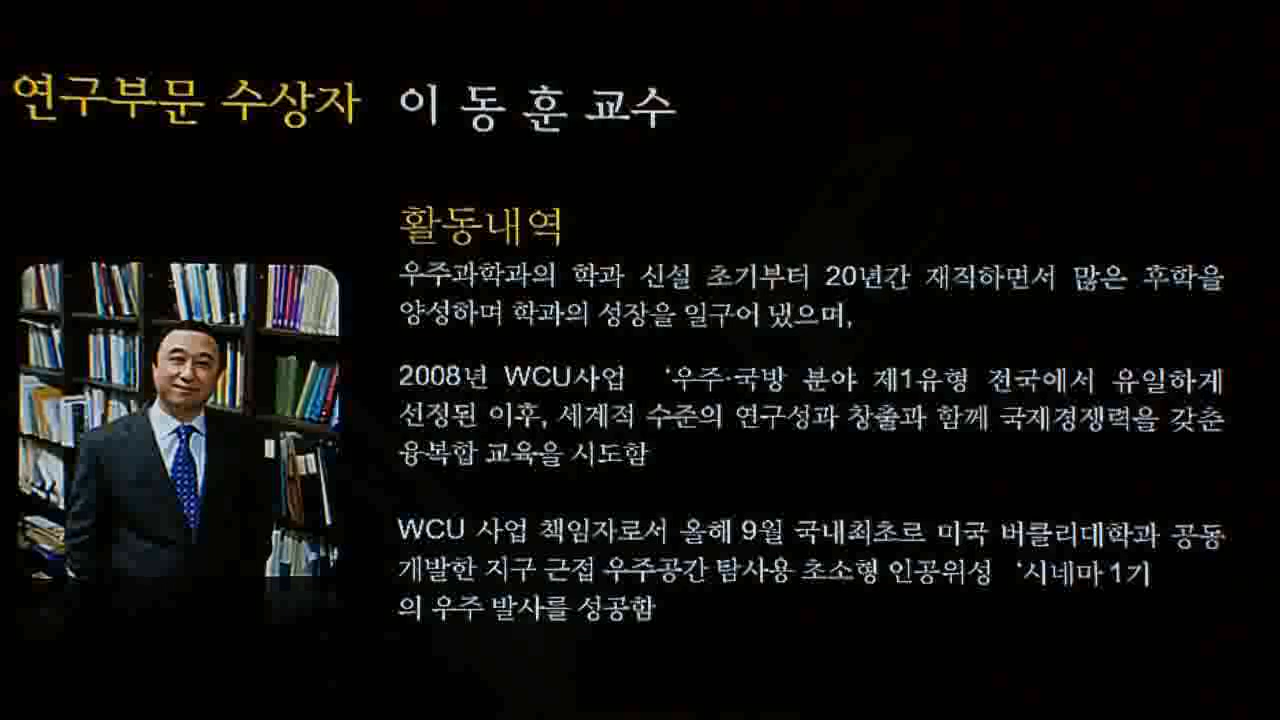 연구부문 수상자 이 동 훈 교수
활동내역
우주과학과의 학과 신설 초기부터 20년간 재직하면서 많은 후학을
양성하며 학과의 성장을 일구어 냈으며,
2008년 WCU사업 ‘우주·국방 분야 제1유형 전국에서 유일하게
선정된 이후, 세계적 수준의 연구성과 창출과 함께 국제경쟁력을 갖춘
융복합 교육을 시도함
WCU 사업 책임자로서 올해 9월 국내최초로 미국 버클리대학과 공동
개발한 지구 근접 우주공간 탐사용 초소형 인공위성 ‘시네마 1기
의 우주 발사를 성공함